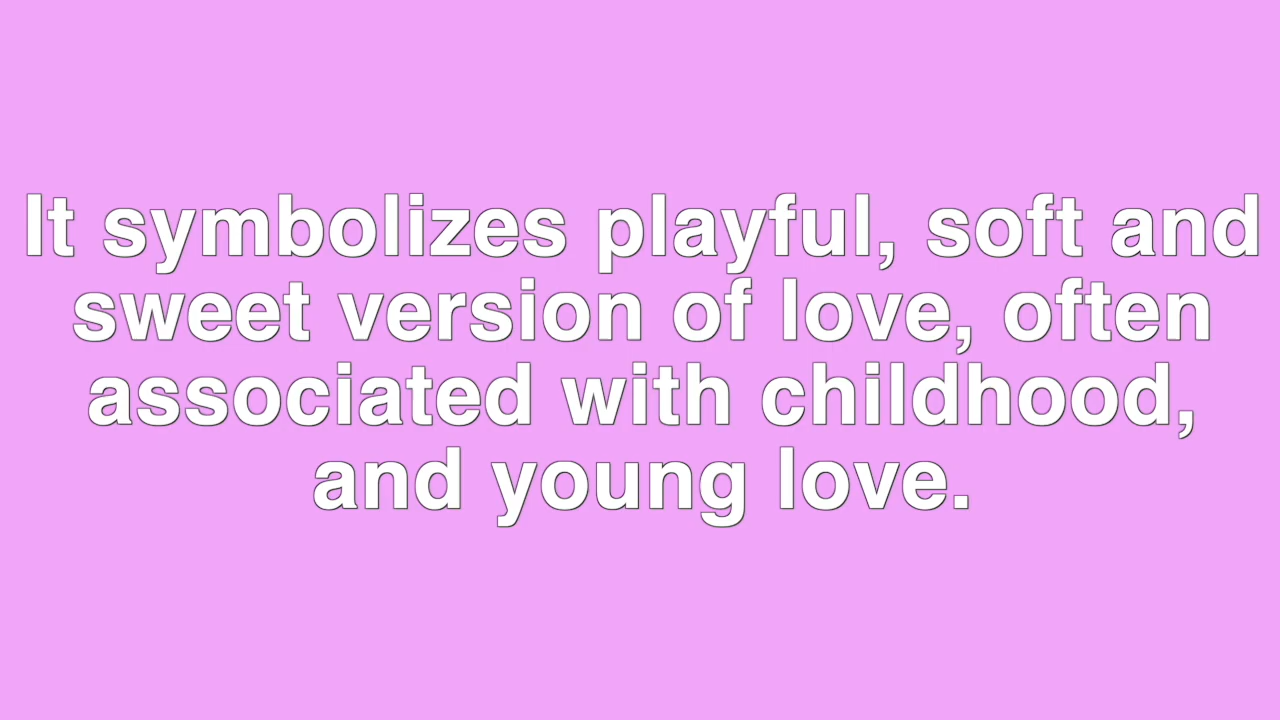 It symbolizes playful, soft and
sweet version of love, often
associated with childhood,
and young love.